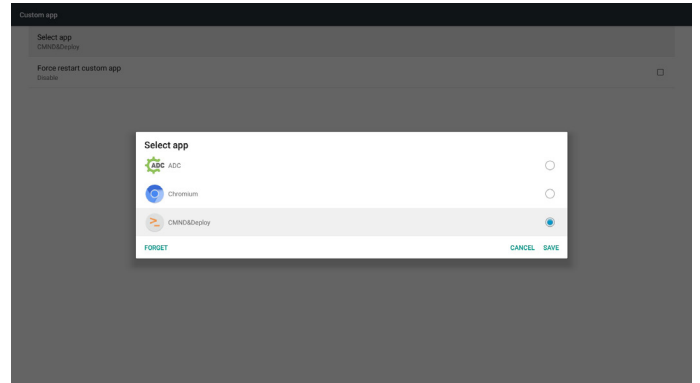 Custom app
Select app
CMND&Deploy
Force restart custom app
Disable
Select app
ADC ADC
Chromium
CMND&Deploy
FORGET CANCEL SAVE